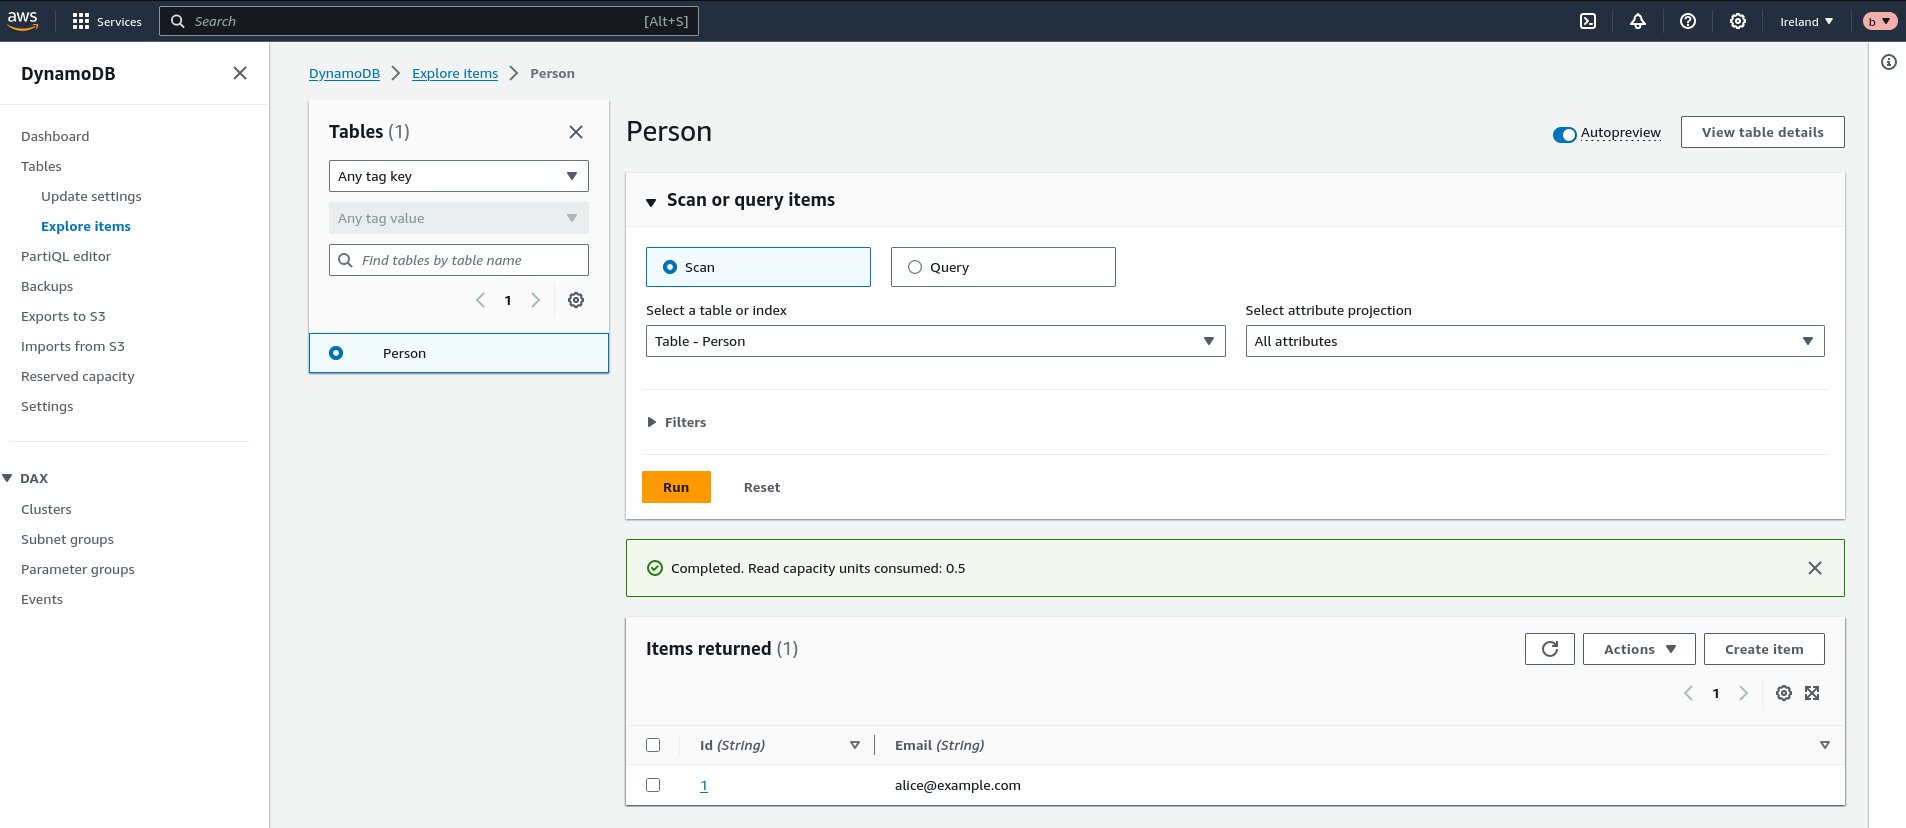 aws Services Search [Alt+S] Ireland b
DynamoDB
Dashboard
Tables
Update settings
Explore items
PartiQL editor
Backups
Exports to S3
Imports from S3
Reserved capacity
Settings
DAX
Clusters
Subnet groups
Parameter groups
Events
DynamoDB Explore items Person
Tables (1)
Any tag key
Any tag value
Find tables by table name
1
Person
Person
Autopreview View table details
Scan or query items
Scan Query
Select a table or index Select attribute projection
Table - Person All attributes
Filters
Run Reset
Completed. Read capacity units consumed: 0.5
Items returned (1)
Actions Create item
1
Id (String) Email (String)
1 alice@example.com